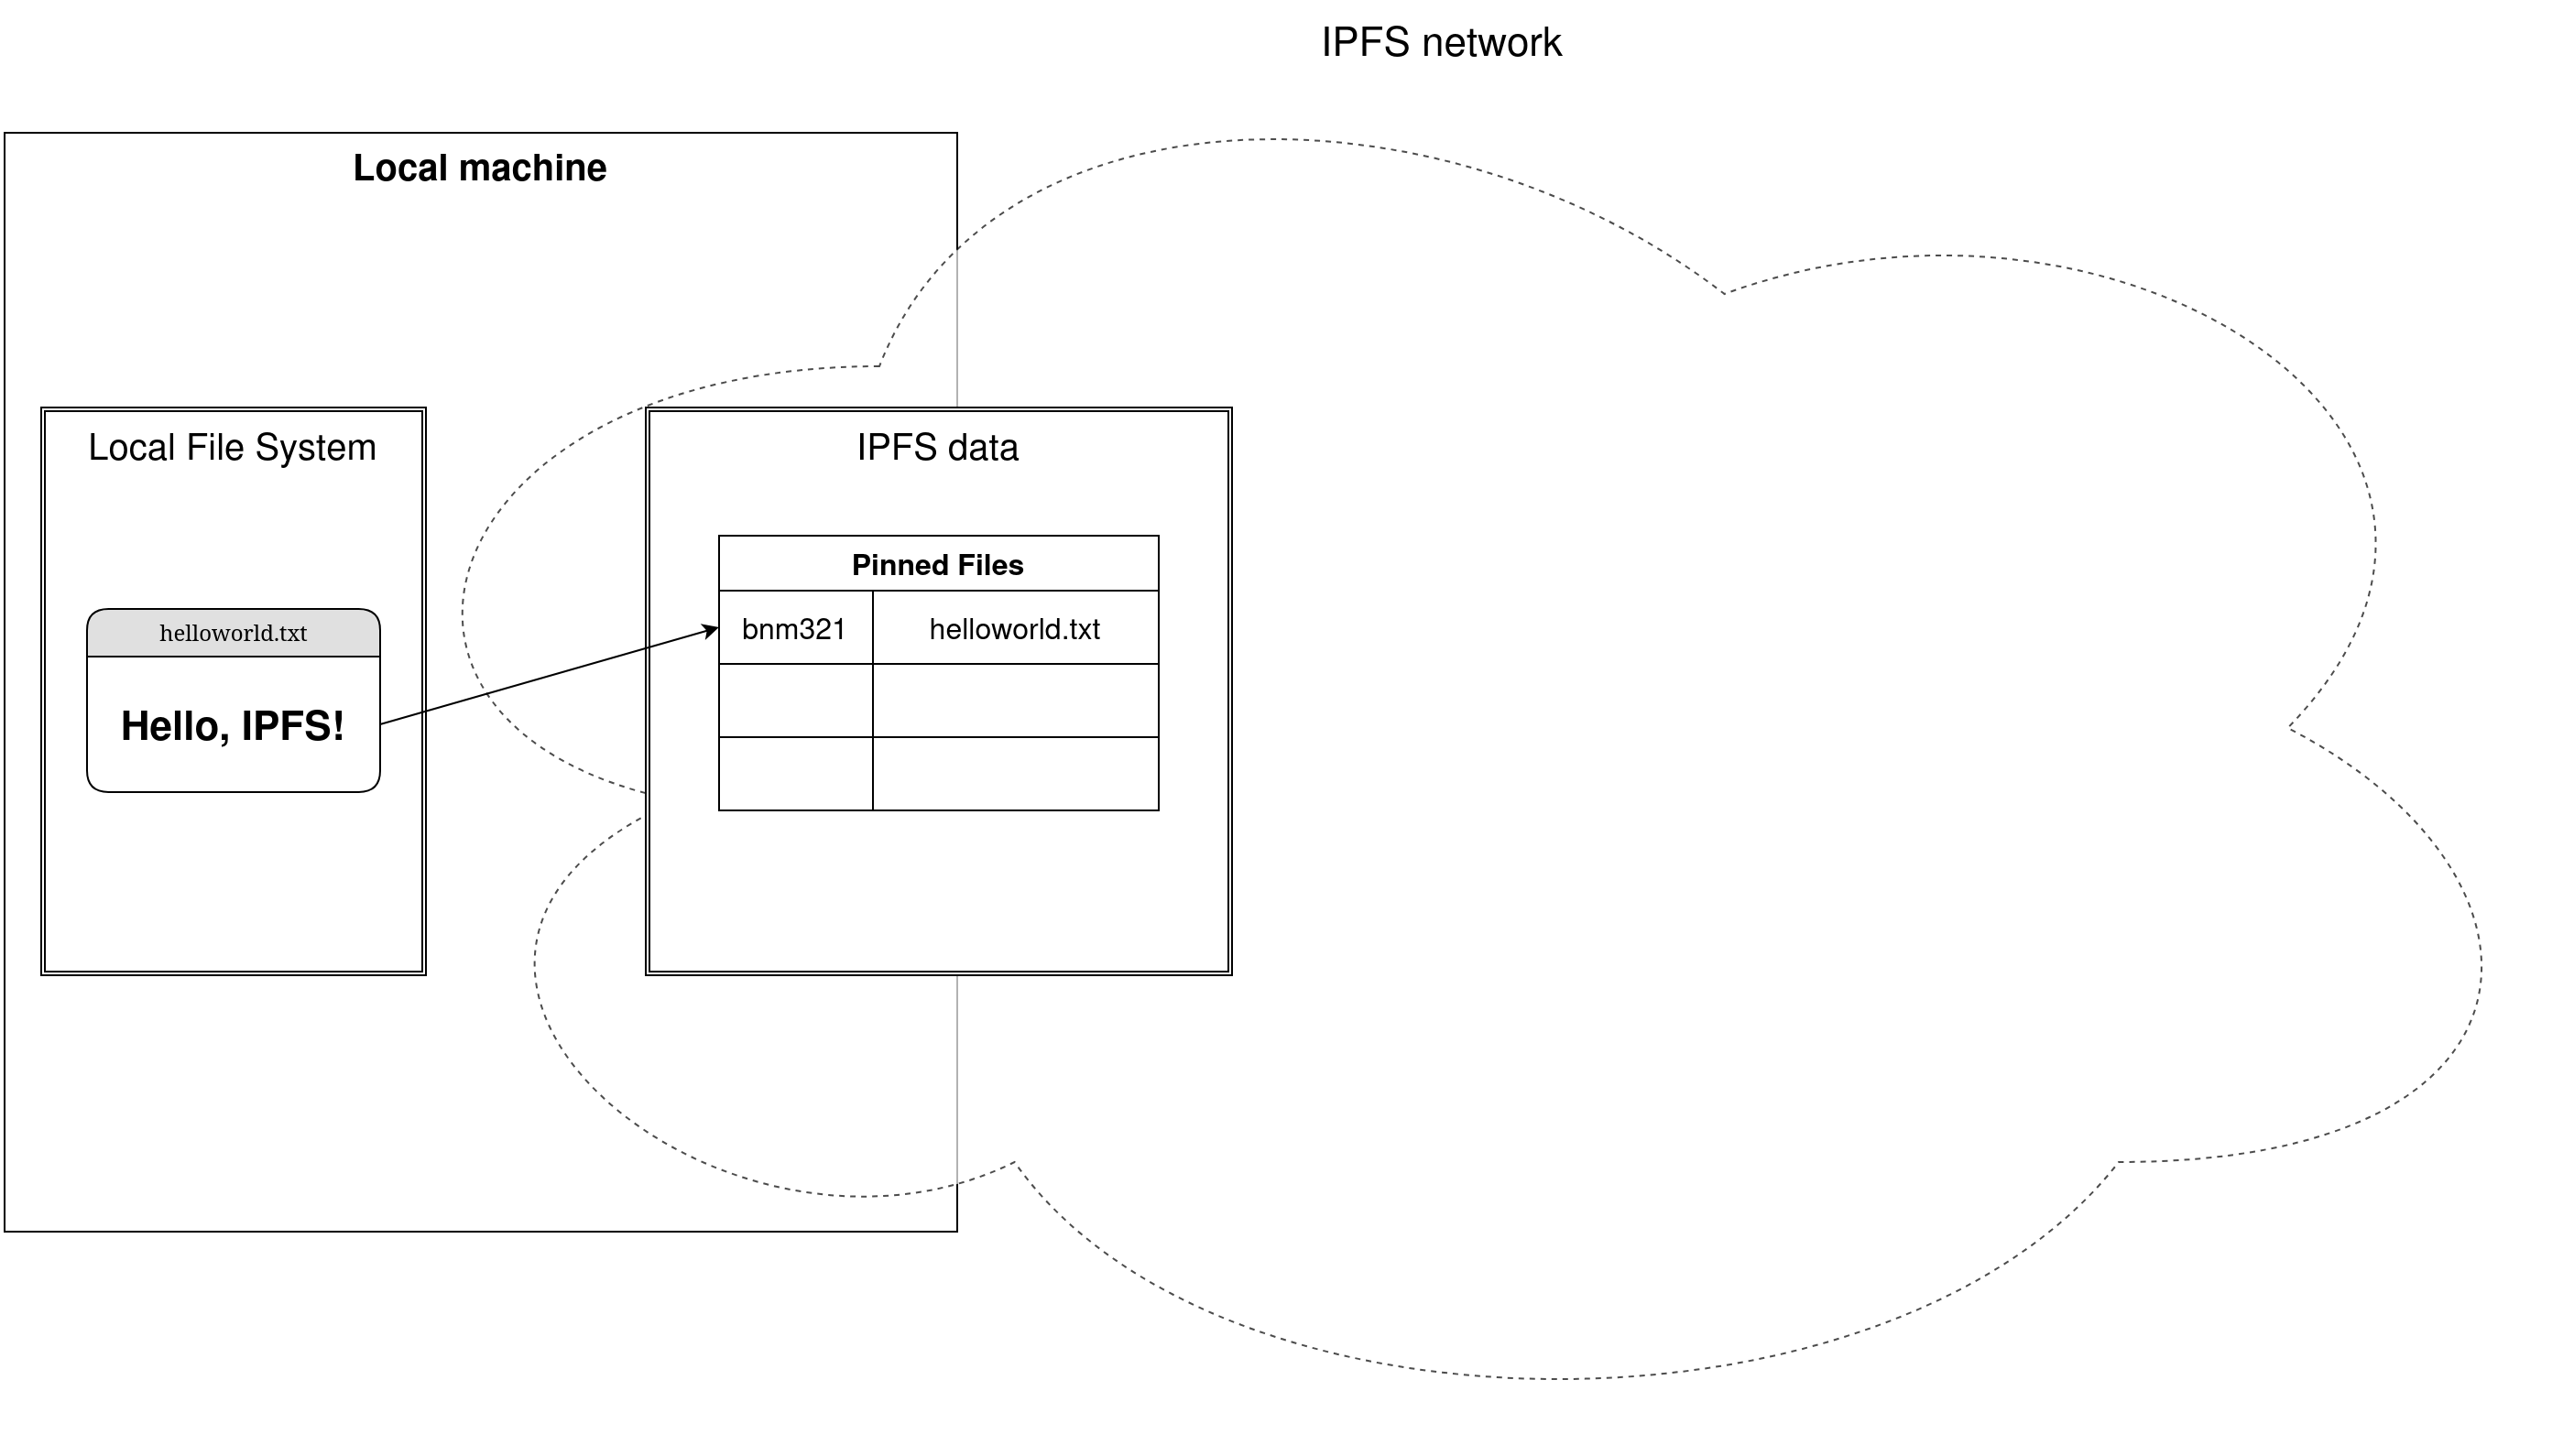 IPFS network
Local machine
Local File System
helloworld.txt
Hello, IPFS!
IPFS data
Pinned Files
bnm321 helloworld.txt